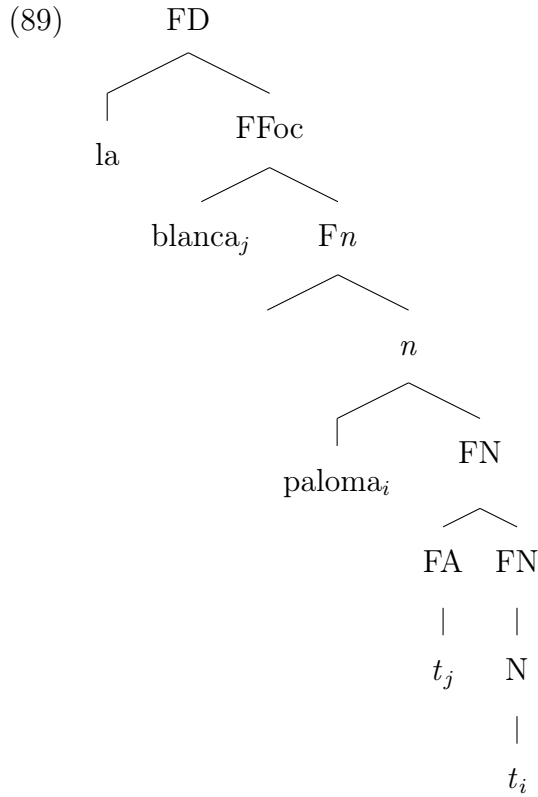 (89) FD
la FFoc
blanca_j Fn
n
paloma_i FN
FA FN
t_j N
t_i